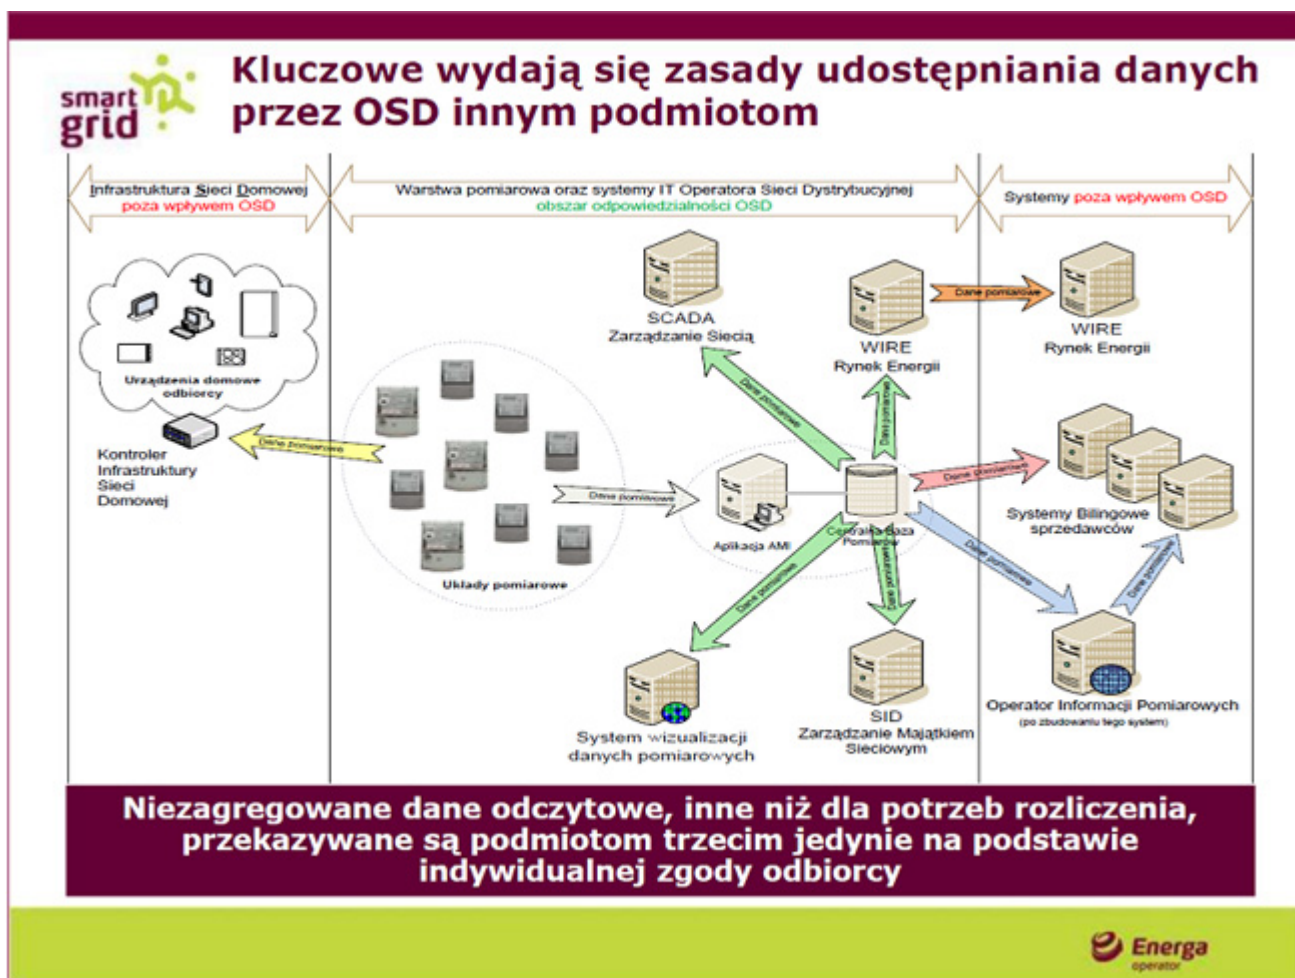 smart
grid
Kluczowe wydają się zasady udostępniania danych
przez OSD innym podmiotom
Infrastruktura Sieci Domowej
poza wpływem OSD
Warstwa pomiarowa oraz systemy IT Operatora Sieci Dystrybucyjnej
obszar odpowiedzialności OSD
Systemy poza wpływem OSD
Urządzenia domowe
odbiorcy
Kontroler
Infrastruktury
Sieci
Domowej
Dane pomiarowe
Układy pomiarowe
Dane pomiarowe
SCADA
Zarządzanie Siecią
WIRE
Rynek Energii
Dane pomiarowe
WIRE
Rynek Energii
Dane pomiarowe
Dane pomiarowe
Dane pomiarowe
Aplikacja AMI
Centralna Baza
Pomiarów
Systemy Bilingowe
sprzedawców
Dane pomiarowe
Dane pomiarowe
Dane pomiarowe
Dane pomiarowe
System wizualizacji
danych pomiarowych
SID
Zarządzanie Majątkiem
Sieciowym
Operator Informacji Pomiarowych
(po zbudowaniu tego system)
Niezagregowane dane odczytowe, inne niż dla potrzeb rozliczenia,
przekazywane są podmiotom trzecim jedynie na podstawie
indywidualnej zgody odbiorcy
Energa
operator